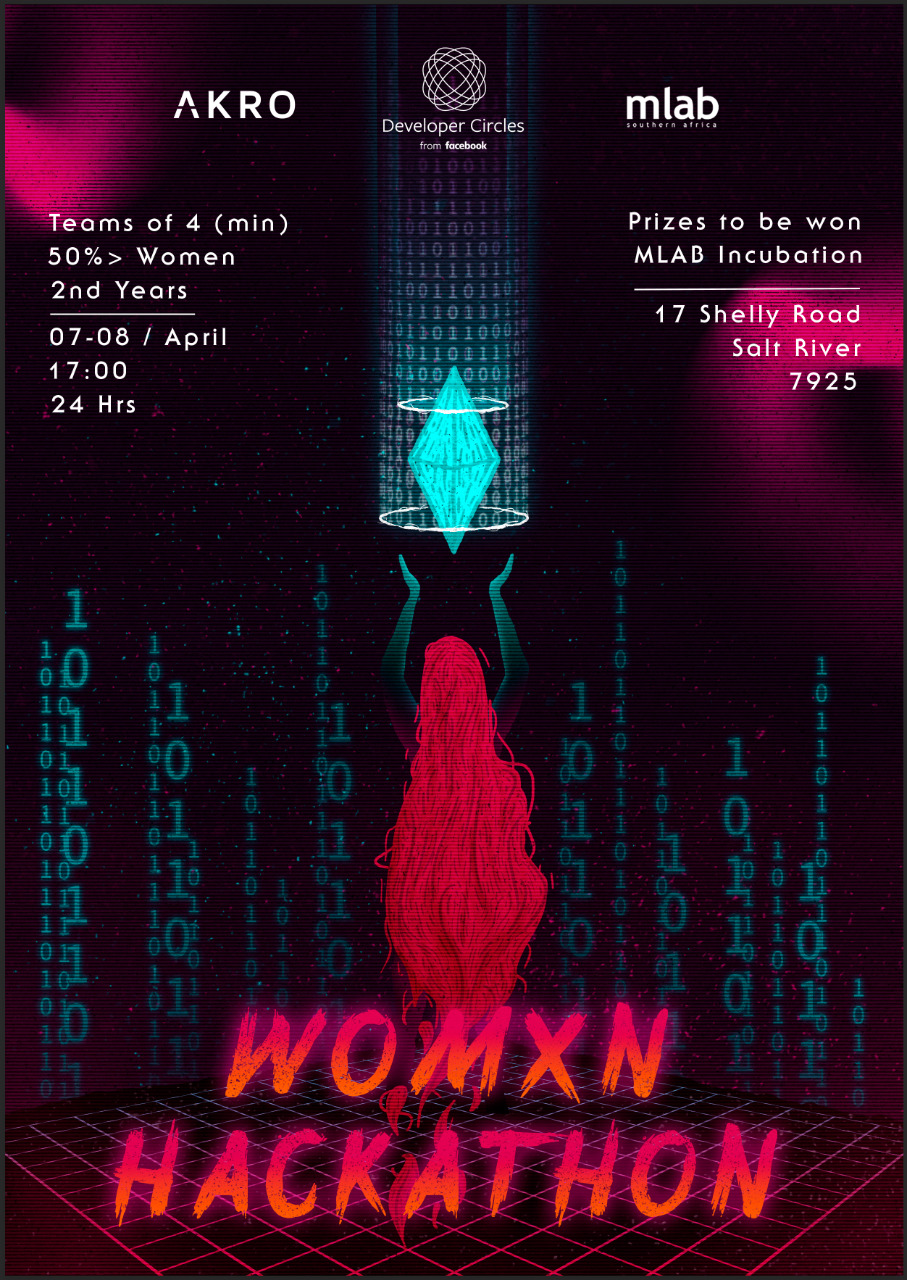 AKRO
Developer Circles
from facebook
mlab
southern africa
Teams of 4 (min)
50%> Women
2nd Years
07-08 / April
17:00
24 Hrs
Prizes to be won
MLAB Incubation
17 Shelly Road
Salt River
7925
WOMXN
HACKATHON